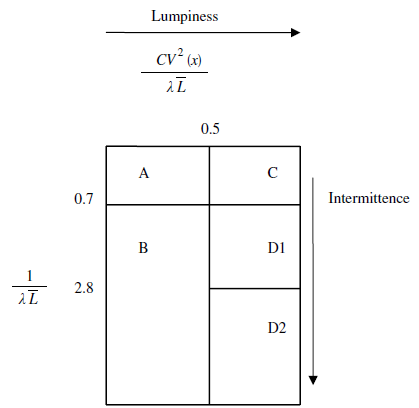 Lumpiness
CV² (x)
λL̅
0.5
A C
0.7 Intermittence
B D1
1
λL̅
2.8
D2